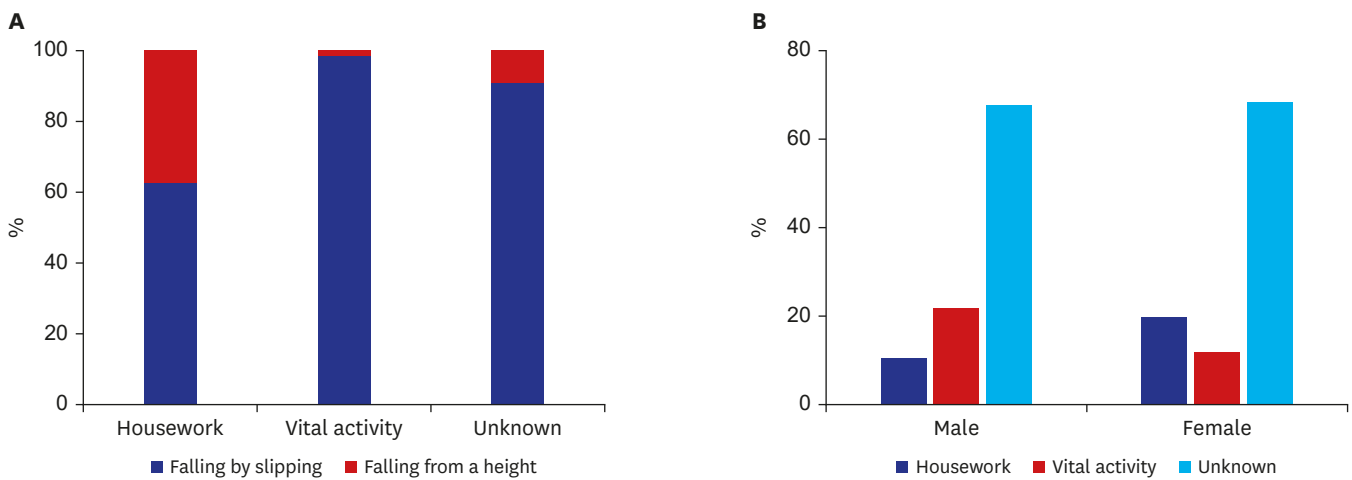 A
100
80
60
40
20
0
%
Housework Vital activity Unknown
Falling by slipping Falling from a height
B
80
60
40
20
0
%
Male Female
Housework Vital activity Unknown